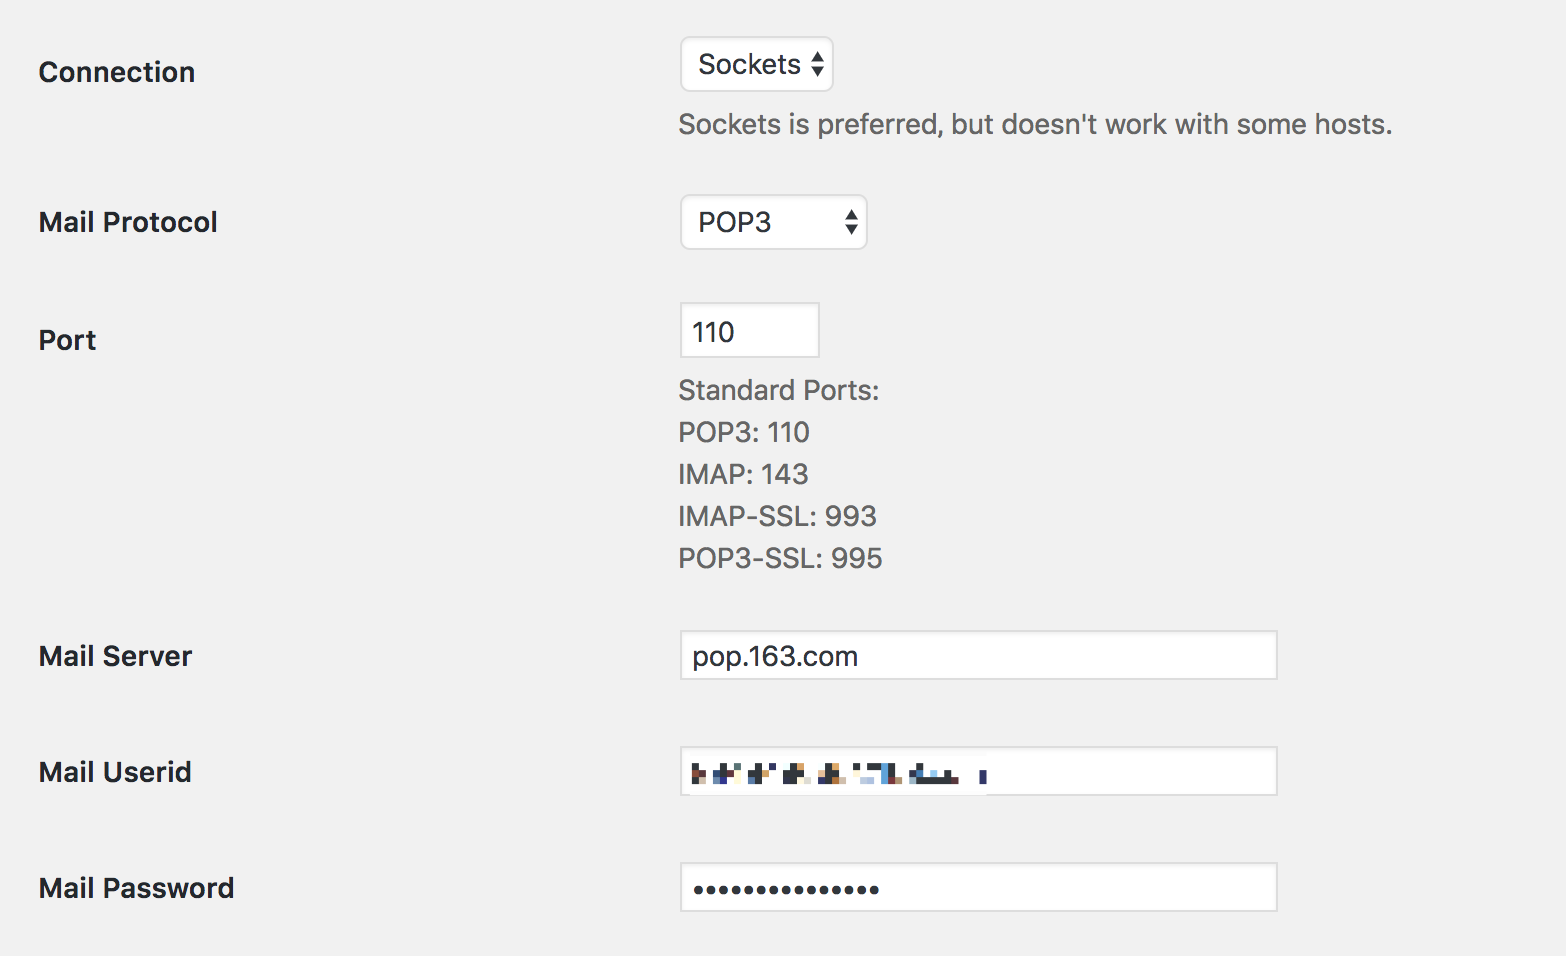 Connection
Sockets
Sockets is preferred, but doesn't work with some hosts.
Mail Protocol
POP3
Port
110
Standard Ports:
POP3: 110
IMAP: 143
IMAP-SSL: 993
POP3-SSL: 995
Mail Server
pop.163.com
Mail Userid
Mail Password
•••••••••••••••